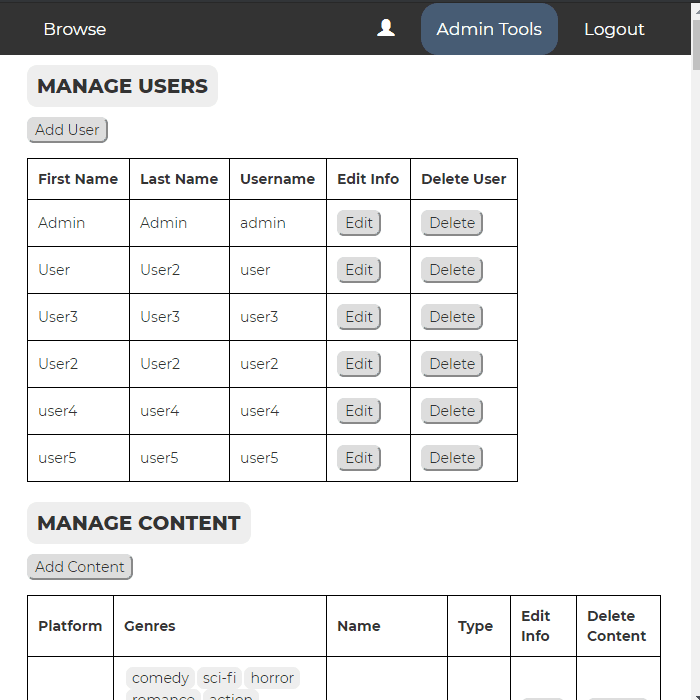 Browse Admin Tools Logout
MANAGE USERS
Add User
First Name Last Name Username Edit Info Delete User
Admin Admin admin Edit Delete
User User2 user Edit Delete
User3 User3 user3 Edit Delete
User2 User2 user2 Edit Delete
user4 user4 user4 Edit Delete
user5 user5 user5 Edit Delete
MANAGE CONTENT
Add Content
Platform Genres Name Type Edit Info Delete Content
comedy sci-fi horror
romance action